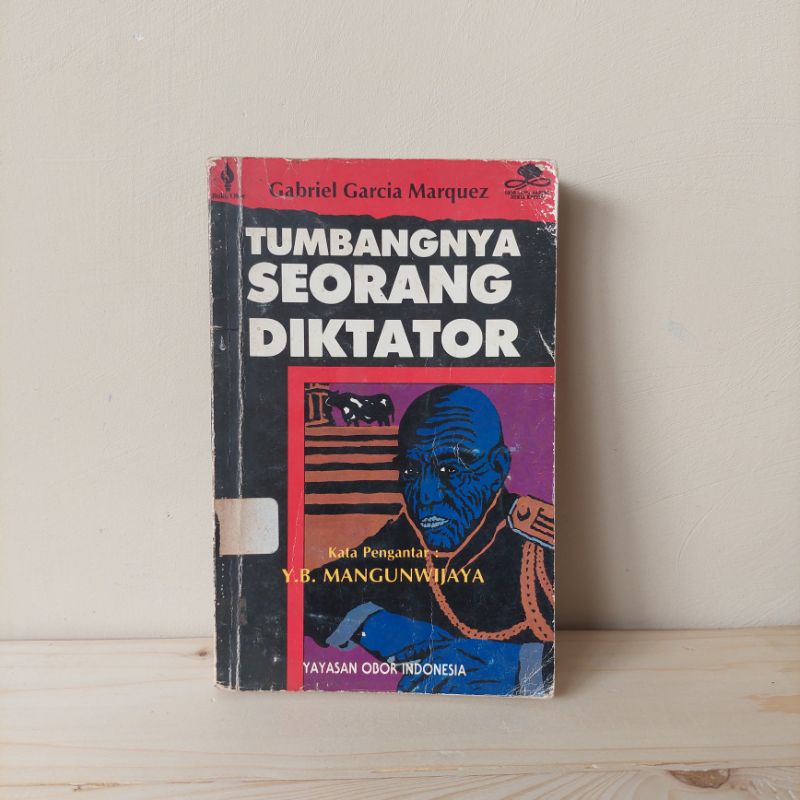 Gabriel Garcia Marquez
TUMBANGNYA
SEORANG
DIKTATOR
Kata Pengantar :
Y.B. MANGUNWIJAYA
YAYASAN OBOR INDONESIA